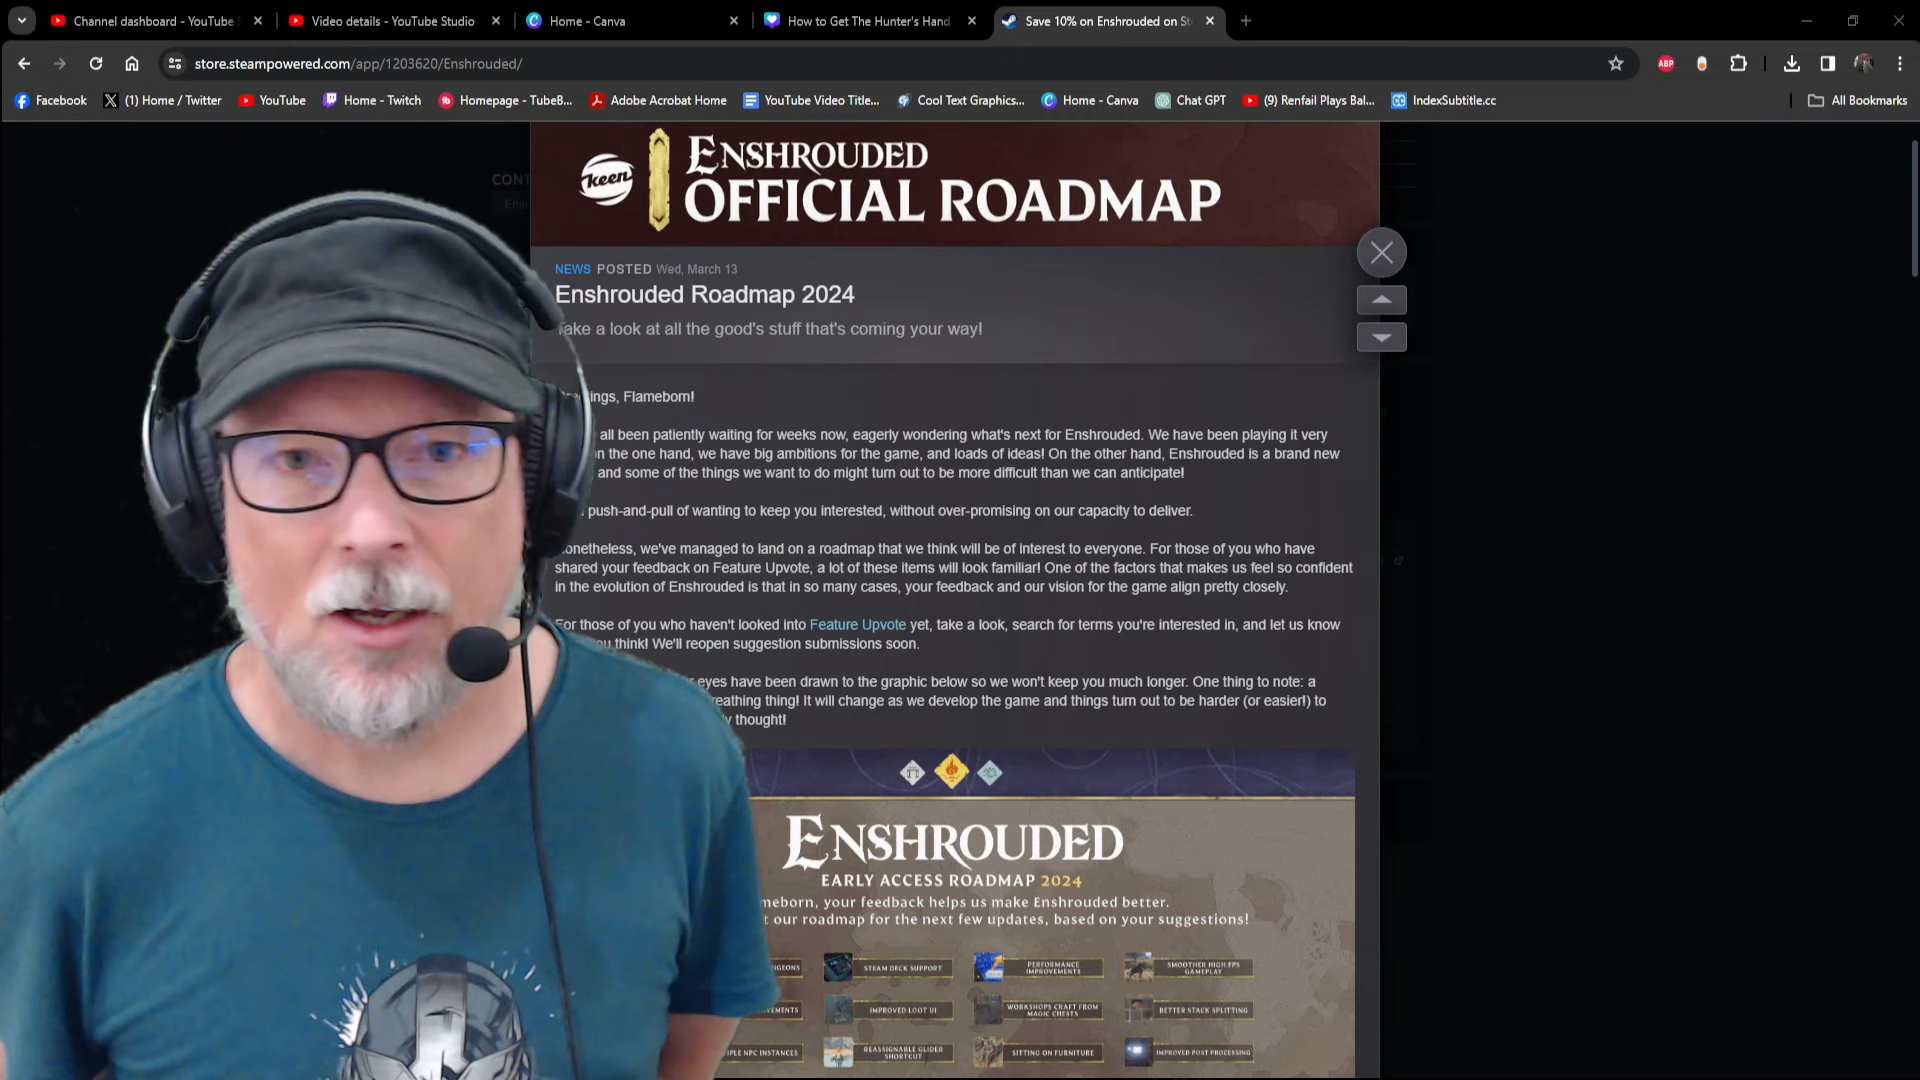 Channel dashboard - YouTube
Video details - YouTube Studio
Home - Canva
How to Get The Hunter's Hand
Save 10% on Enshrouded on St
store.steampowered.com/app/1203620/Enshrouded/
ABP
Facebook
(1) Home / Twitter
YouTube
Home - Twitch
Homepage - TubeB...
Adobe Acrobat Home
YouTube Video Title...
Cool Text Graphics...
Home - Canva
Chat GPT
(9) Renfail Plays Bal...
CC
IndexSubtitle.cc
All Bookmarks
keen
ENSHROUDED
OFFICIAL ROADMAP
CONT
NEWS POSTED Wed, March 13
Enshrouded Roadmap 2024
Take a look at all the good's stuff that's coming your way!
ings, Flameborn!
all been patiently waiting for weeks now, eagerly wondering what's next for Enshrouded. We have been playing it very
on the one hand, we have big ambitions for the game, and loads of ideas! On the other hand, Enshrouded is a brand new
and some of the things we want to do might turn out to be more difficult than we can anticipate!
push-and-pull of wanting to keep you interested, without over-promising on our capacity to deliver.
onetheless, we've managed to land on a roadmap that we think will be of interest to everyone. For those of you who have
shared your feedback on Feature Upvote, a lot of these items will look familiar! One of the factors that makes us feel so confident
in the evolution of Enshrouded is that in so many cases, your feedback and our vision for the game align pretty closely.
For those of you who haven't looked into Feature Upvote yet, take a look, search for terms you're interested in, and let us know
you think! We'll reopen suggestion submissions soon.
r eyes have been drawn to the graphic below so we won't keep you much longer. One thing to note: a
reathing thing! It will change as we develop the game and things turn out to be harder (or easier!) to
y thought!
ENSHROUDED
EARLY ACCESS ROADMAP 2024
meborn, your feedback helps us make Enshrouded better.
t our roadmap for the next few updates, based on your suggestions!
NGEONS
STEAM DECK SUPPORT
PERFORMANCE
IMPROVEMENTS
SMOOTHER HIGH FPS
GAMEPLAY
VEMENTS
IMPROVED LOOT UI
WORKSHOPS CRAFT FROM
MAGIC CHESTS
BETTER STACK SPLITTING
IPLE NPC INSTANCES
REASSIGNABLE GLIDER
SHORTCUT
SITTING ON FURNITURE
IMPROVED POST PROCESSING